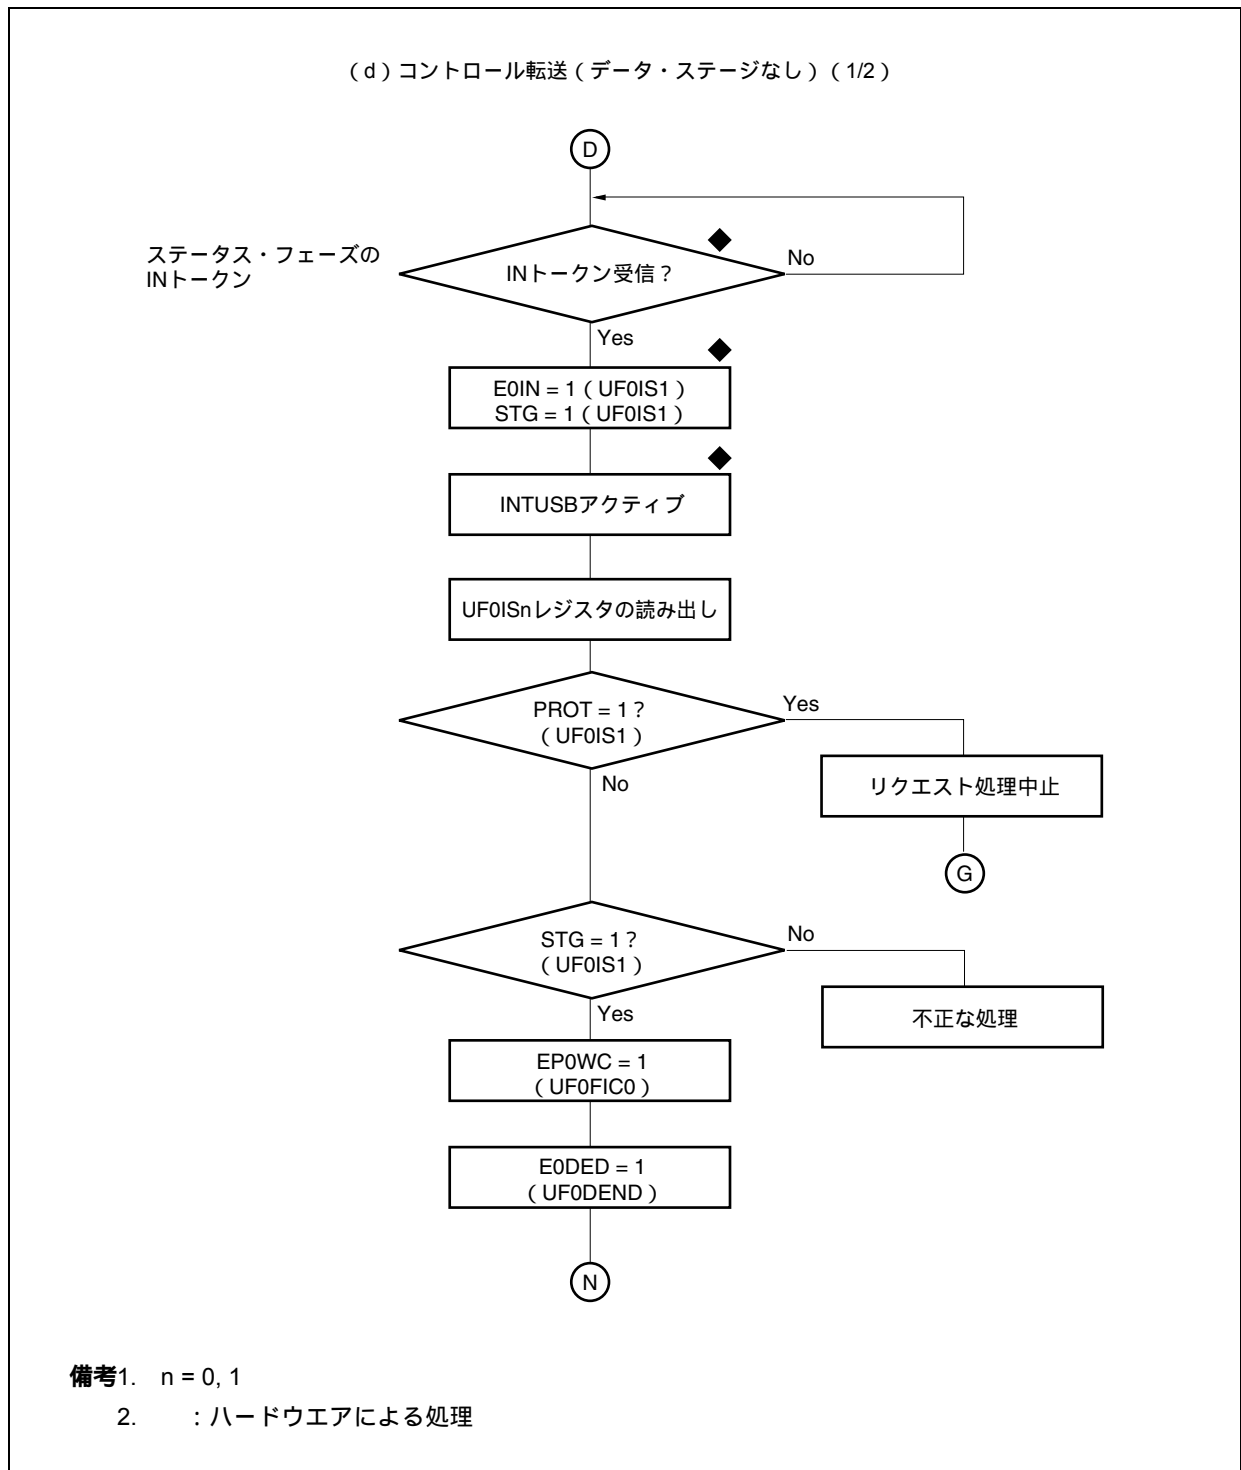 (d)コントロール転送(データ・ステージなし)(1/2)
D
ステータス・フェーズの
INトークン
INトークン受信?
No
Yes
E0IN = 1(UF0IS1)
STG = 1(UF0IS1)
INTUSBアクティブ
UF0ISnレジスタの読み出し
PROT = 1?
(UF0IS1)
Yes
No
リクエスト処理中止
G
STG = 1?
(UF0IS1)
No
Yes
不正な処理
EP0WC = 1
(UF0FIC0)
E0DED = 1
(UF0DEND)
N
備考1. n = 0, 1
2. :ハードウエアによる処理